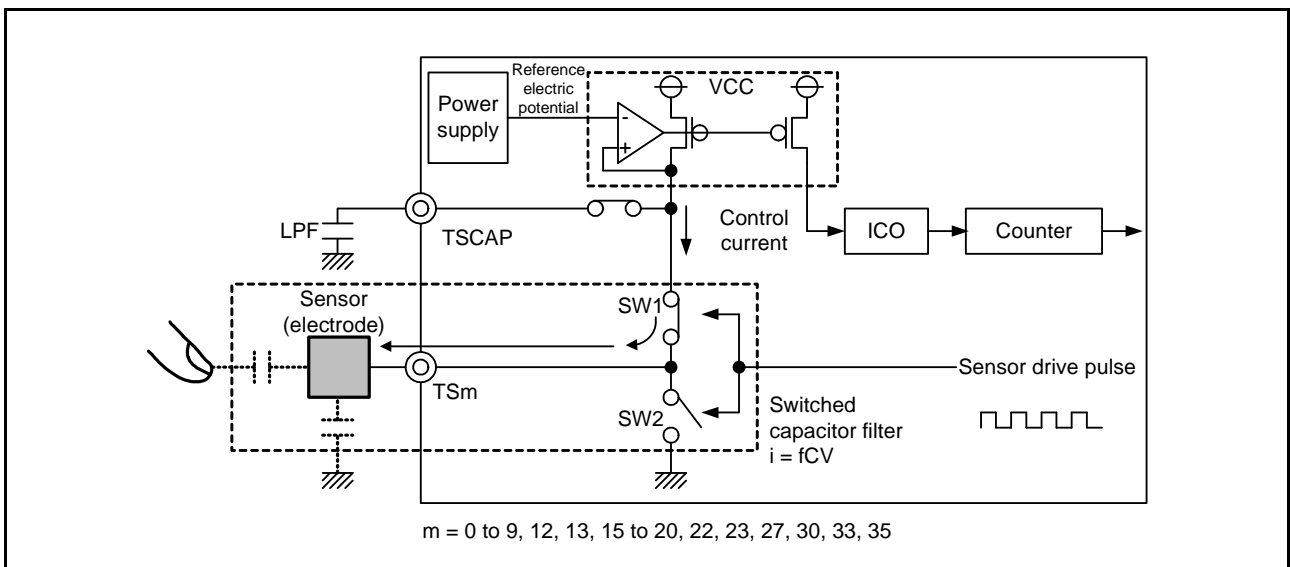 Power
supply
Reference
electric
potential
VCC
-
+
LPF
TSCAP
Control
current
ICO
Counter
Sensor
(electrode)
SW1
TSm
SW2
Sensor drive pulse
Switched
capacitor filter
i = fCV
m = 0 to 9, 12, 13, 15 to 20, 22, 23, 27, 30, 33, 35